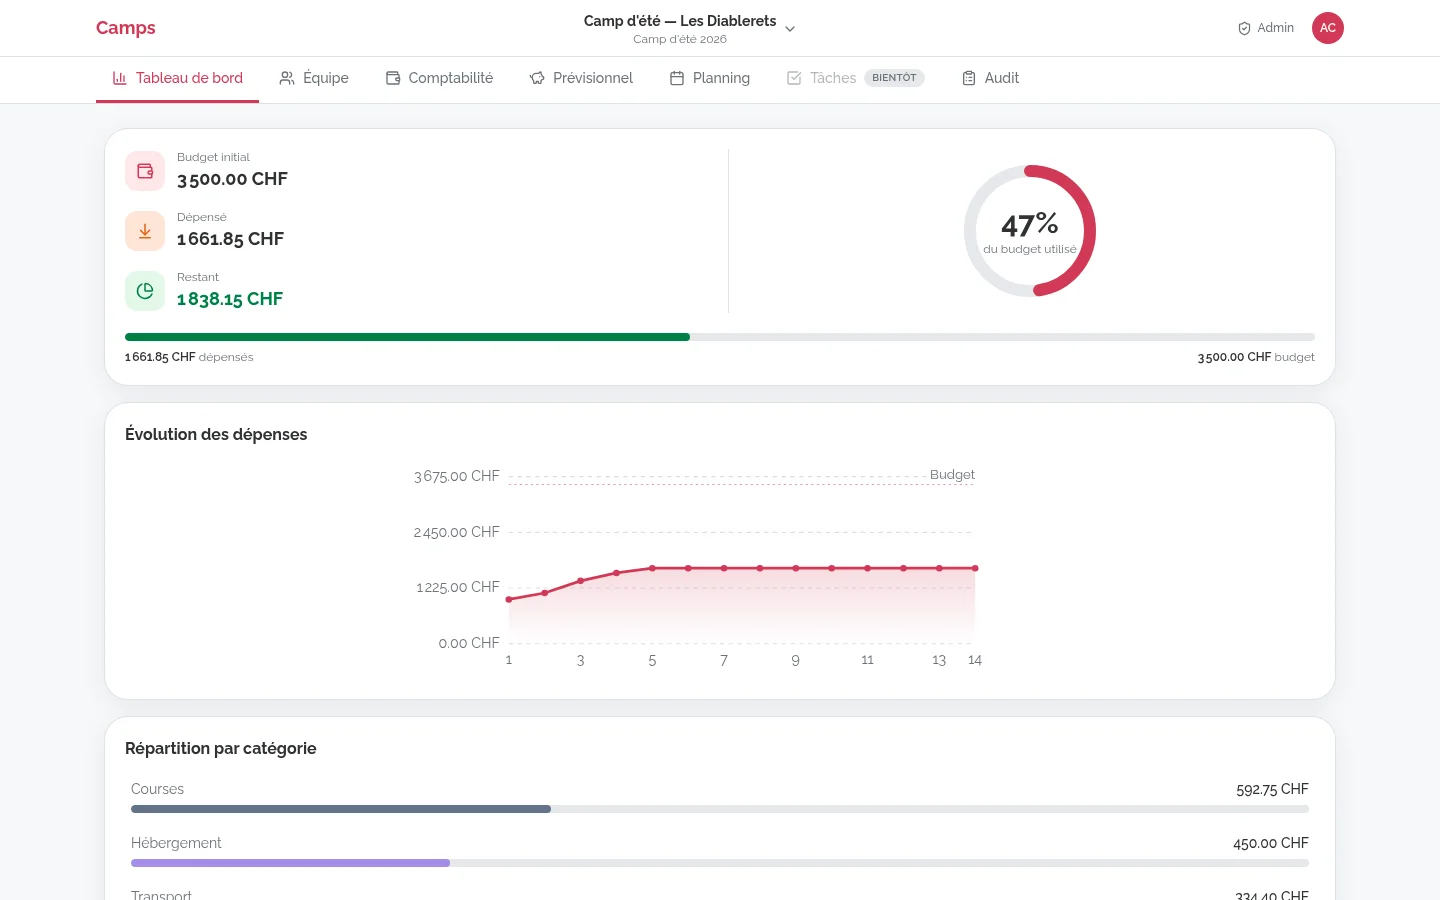 Camps
Camp d'été — Les Diablerets
Camp d'été 2026
Admin
AC
Tableau de bord
Équipe
Comptabilité
Prévisionnel
Planning
Tâches
BIENTÔT
Audit
Budget initial
3 500.00 CHF
Dépensé
1 661.85 CHF
Restant
1 838.15 CHF
47%
du budget utilisé
1 661.85 CHF dépensés
3 500.00 CHF budget
Évolution des dépenses
3 675.00 CHF
Budget
2 450.00 CHF
1 225.00 CHF
0.00 CHF
1 3 5 7 9 11 13 14
Répartition par catégorie
Courses
592.75 CHF
Hébergement
450.00 CHF
Transport
334.40 CHF